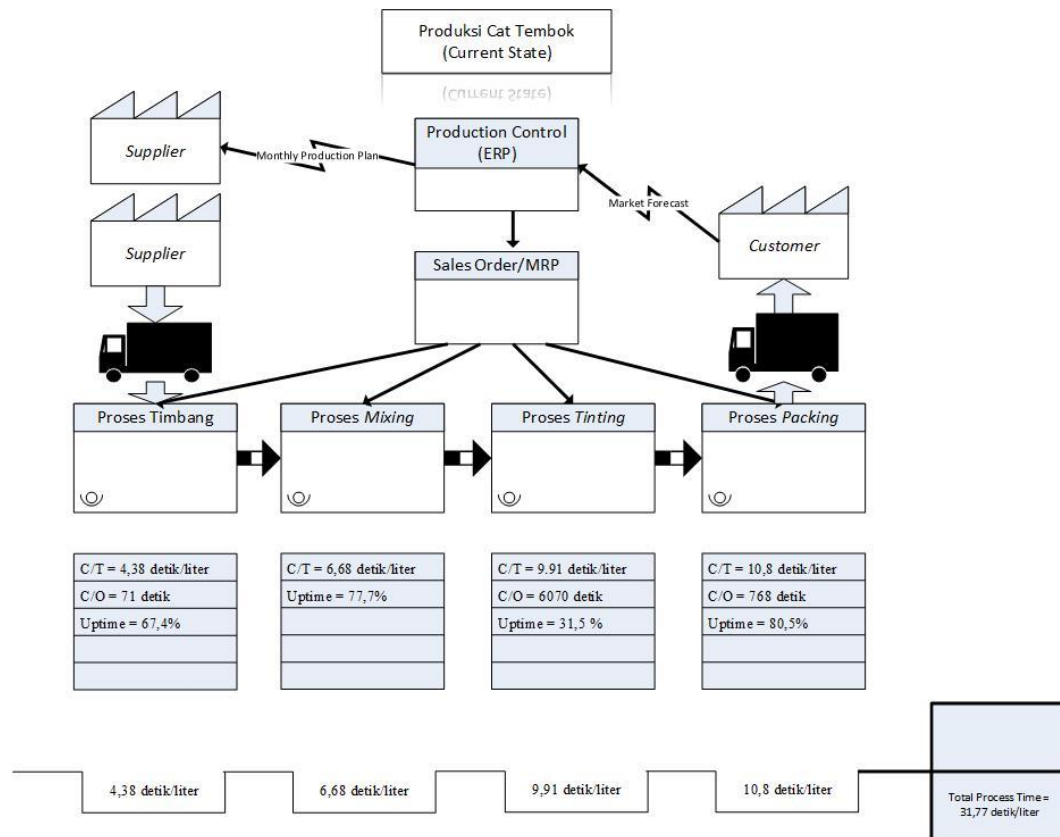 Produksi Cat Tembok
(Current State)
(Current State)
Supplier
Monthly Production Plan
Production Control
(ERP)
Market Forecast
Supplier
Sales Order/MRP
Customer
Proses Timbang
Proses Mixing
Proses Tinting
Proses Packing
C/T = 4,38 detik/liter
C/O = 71 detik
Uptime = 67,4%
C/T = 6,68 detik/liter
Uptime = 77,7%
C/T = 9.91 detik/liter
C/O = 6070 detik
Uptime = 31,5 %
C/T = 10,8 detik/liter
C/O = 768 detik
Uptime = 80,5%
4,38 detik/liter
6,68 detik/liter
9,91 detik/liter
10,8 detik/liter
Total Process Time =
31,77 detik/liter